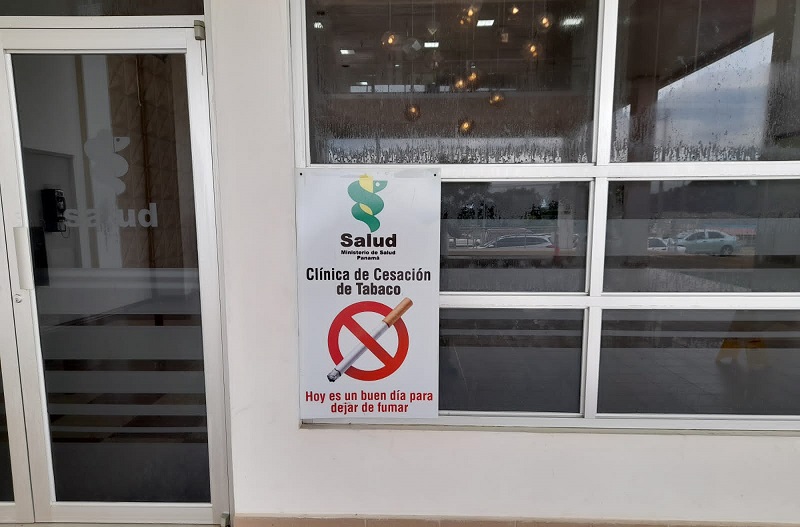 salud
Salud
Ministerio de Salud
Panamá
Clínica de Cesación
de Tabaco
Hoy es un buen día para
dejar de fumar